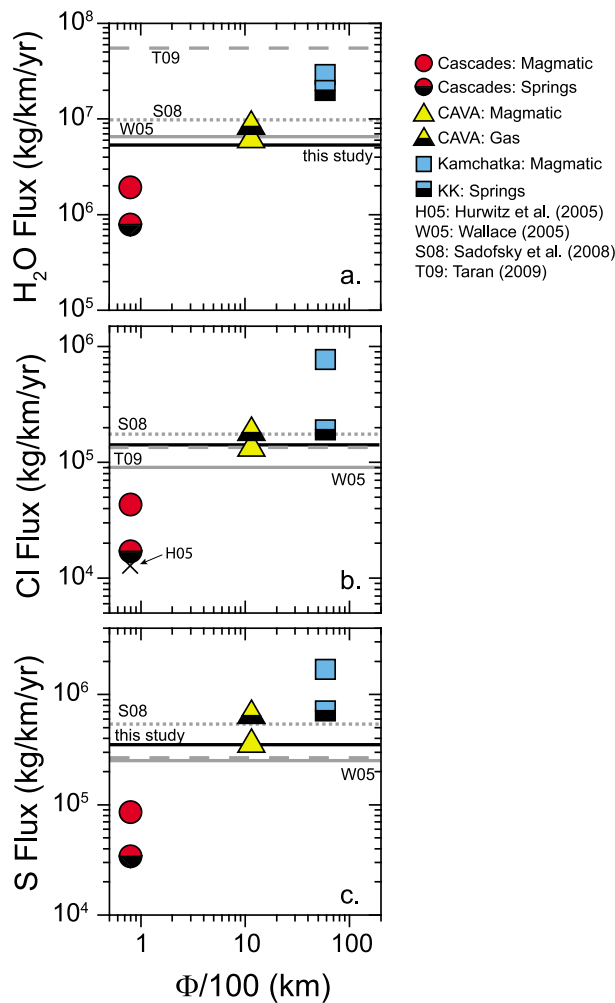 10⁸
T09
10⁷
S08
W05
this study
10⁶
10⁵
H₂O Flux (kg/km/yr)
a.
Cascades: Magmatic
Cascades: Springs
CAVA: Magmatic
CAVA: Gas
Kamchatka: Magmatic
KK: Springs
H05: Hurwitz et al. (2005)
W05: Wallace (2005)
S08: Sadofsky et al. (2008)
T09: Taran (2009)
10⁶
S08
10⁵
T09
W05
H05
10⁴
Cl Flux (kg/km/yr)
b.
10⁶
S08
this study
W05
10⁵
10⁴
S Flux (kg/km/yr)
c.
1 10 100
Φ/100 (km)